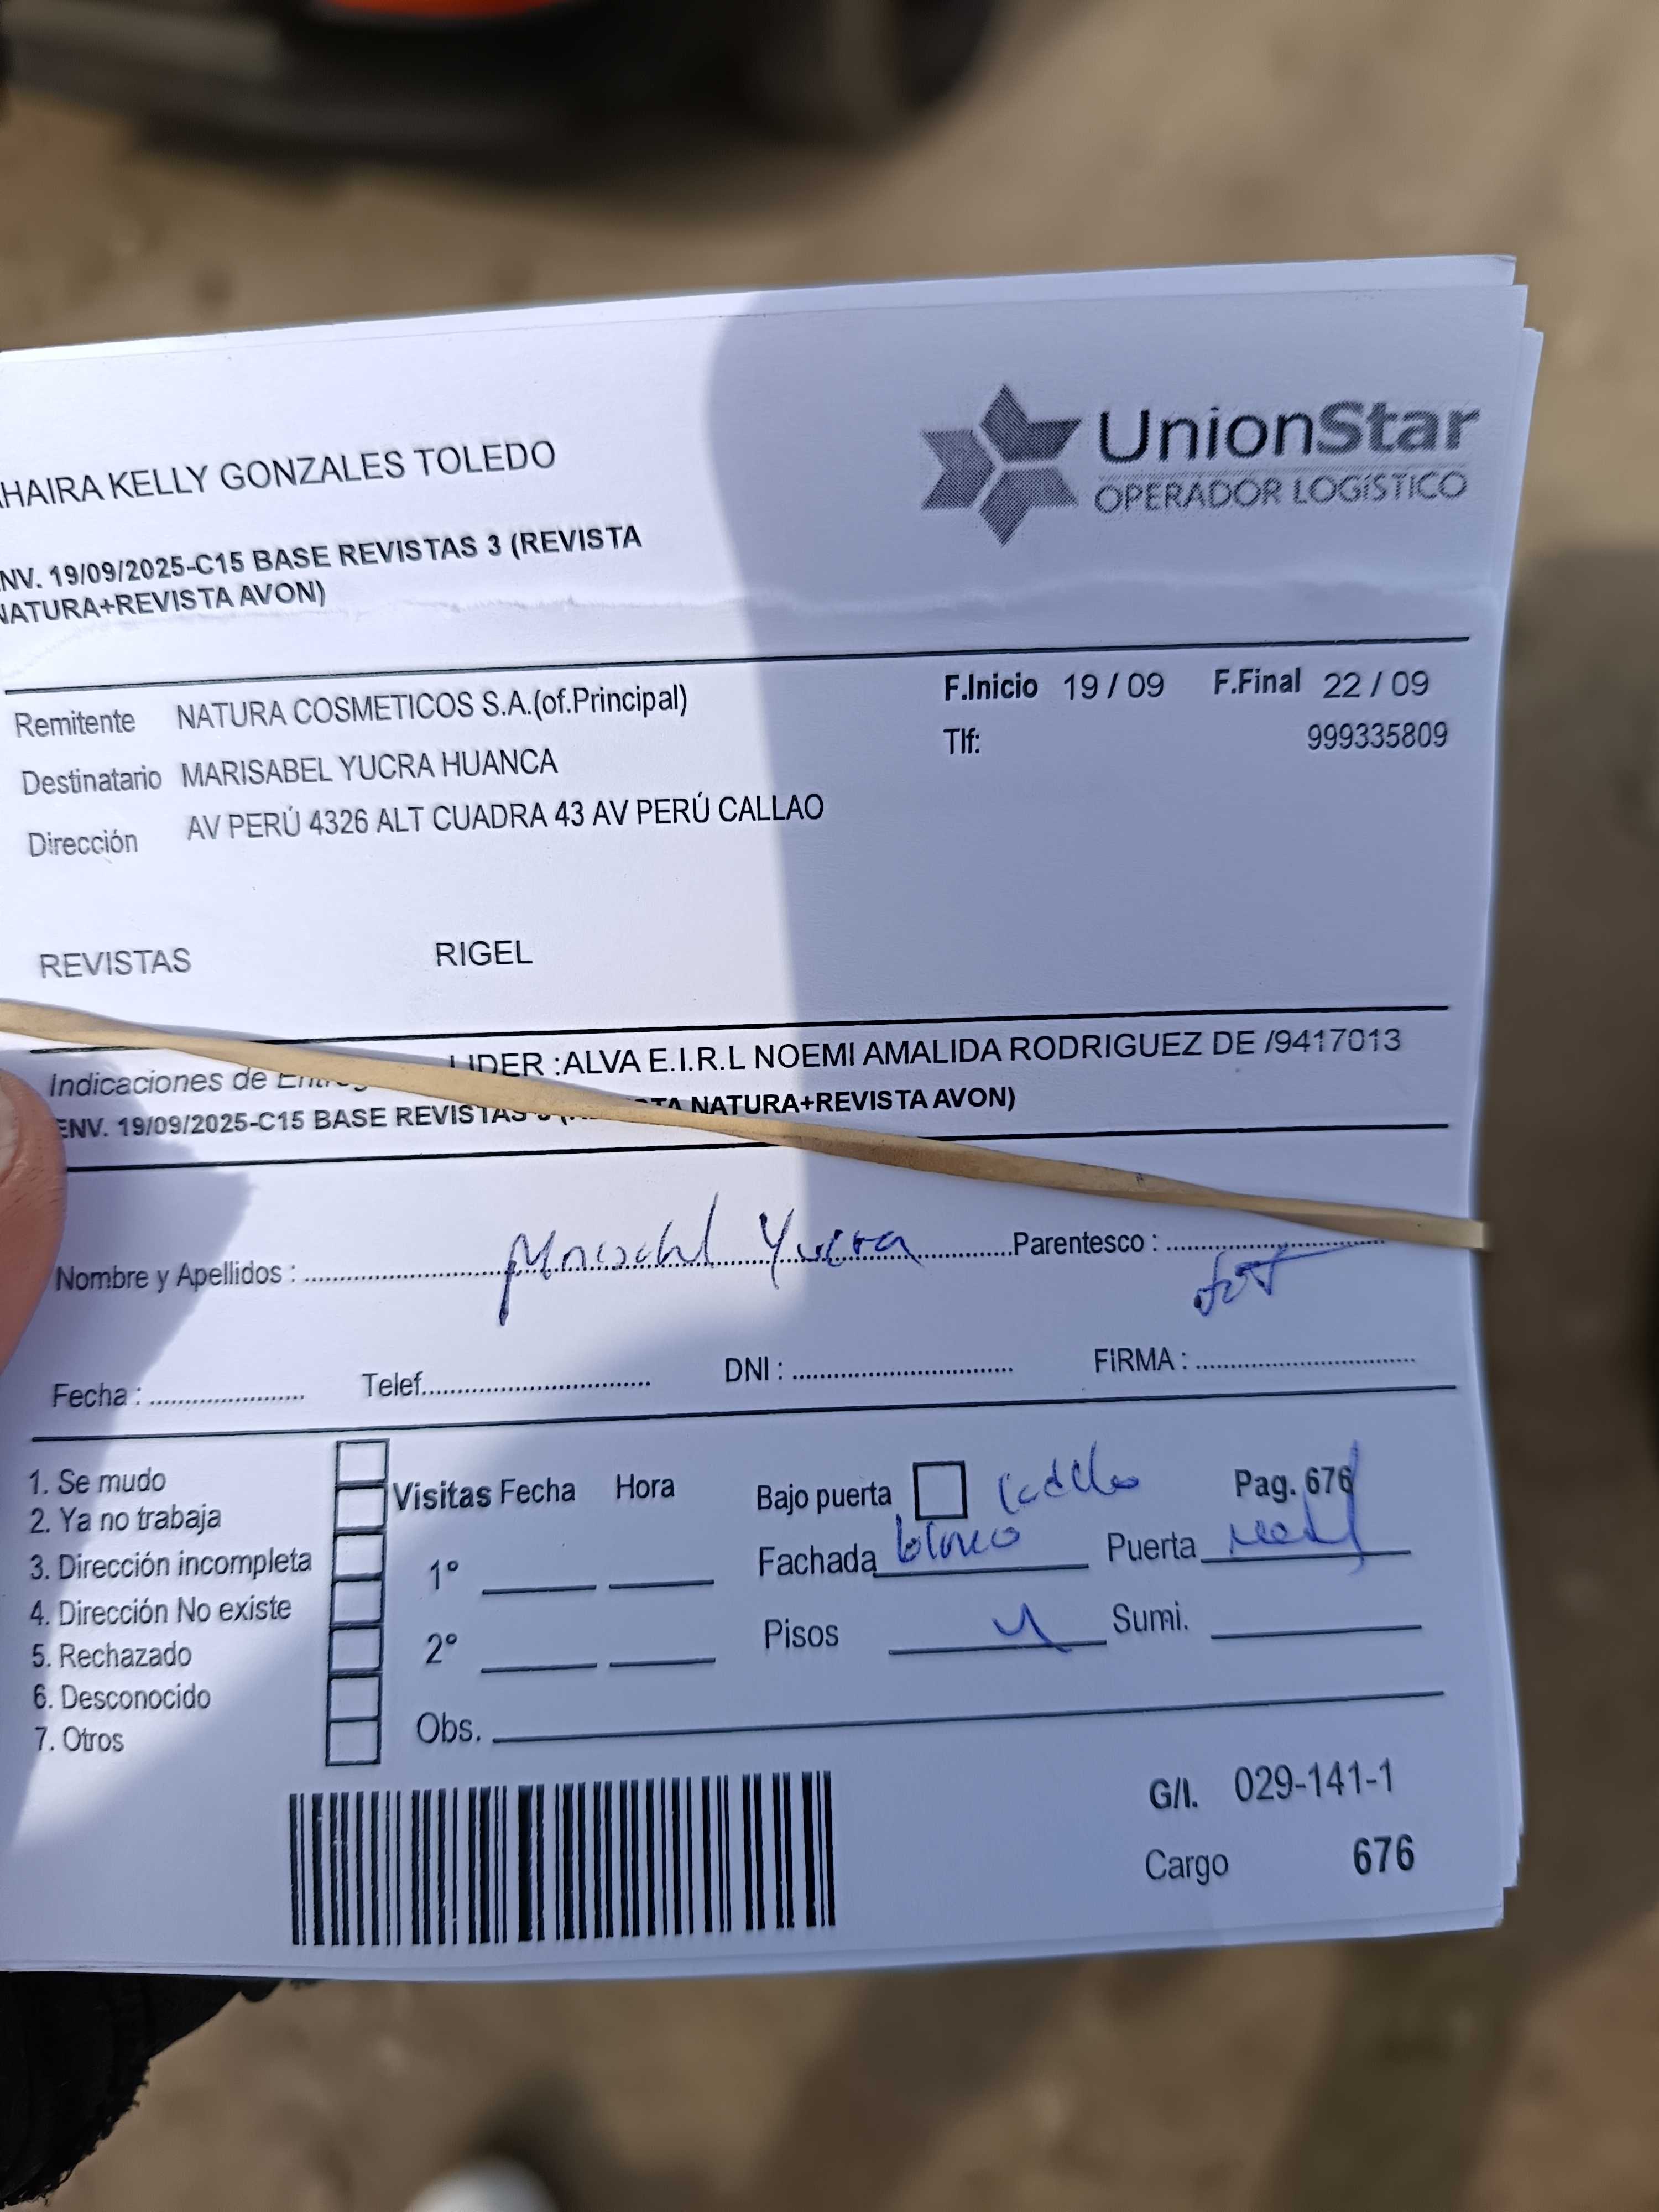 HAIRA KELLY GONZALES TOLEDO
UnionStar
OPERADOR LOGÍSTICO
NV. 19/09/2025-C15 BASE REVISTAS 3 (REVISTA
NATURA+REVISTA AVON)
Remitente NATURA COSMETICOS S.A.(of.Principal)
F.Inicio 19 / 09 F.Final 22 / 09
Destinatario MARISABEL YUCRA HUANCA
Tlf: 999335809
Dirección AV PERÚ 4326 ALT CUADRA 43 AV PERÚ CALLAO
REVISTAS RIGEL
Indicaciones de LIDER :ALVA E.I.R.L NOEMI AMALIDA RODRIGUEZ DE /9417013
ENV. 19/09/2025-C15 BASE REVISTAS NATURA+REVISTA AVON)
Nombre y Apellidos : Yucra Parentesco :
Fecha : Telef. DNI : FIRMA :
1. Se mudo
2. Ya no trabaja
3. Dirección incompleta
4. Dirección No existe
5. Rechazado
6. Desconocido
7. Otros
Visitas Fecha Hora
1°
2°
Obs.
Bajo puerta Pag. 676
Fachada blanco Puerta
Pisos Sumi.
G/I. 029-141-1
Cargo 676